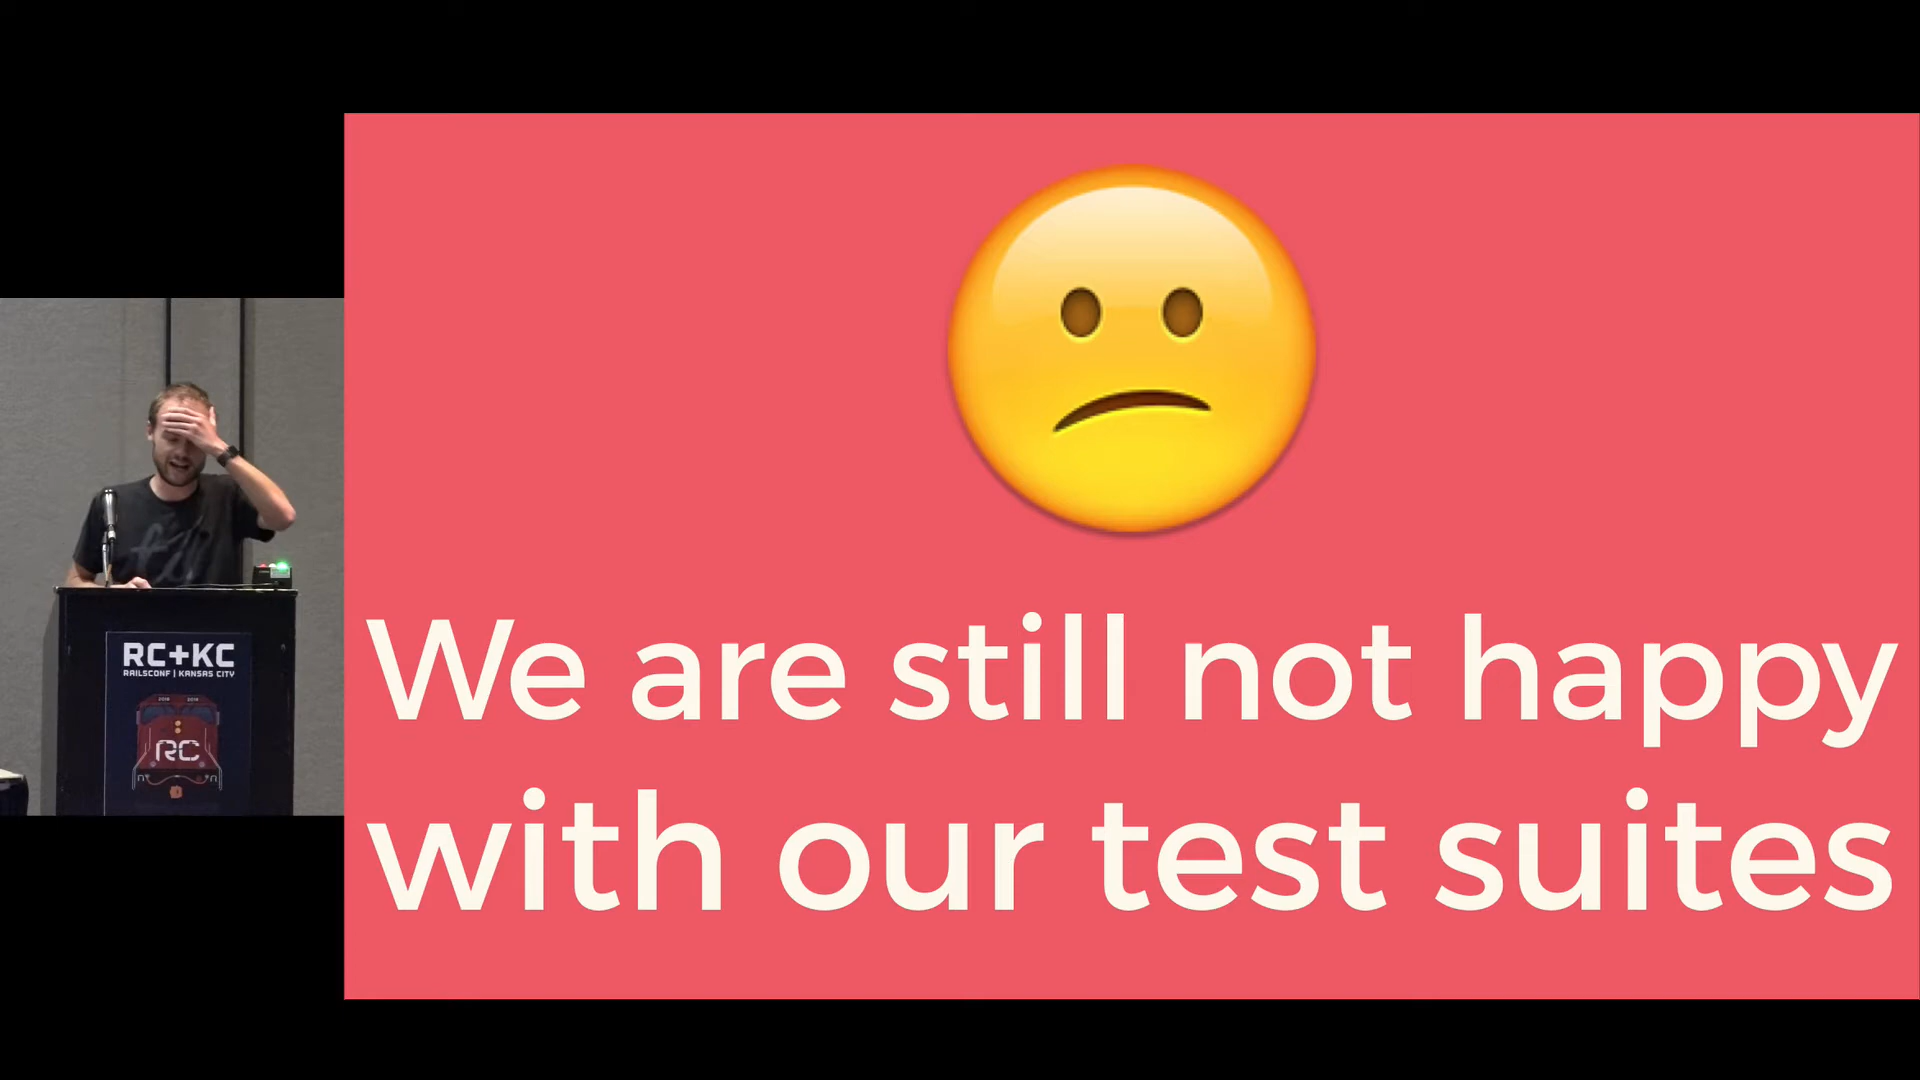 We are still not happy
with our test suites
RC+KC
RAILSCONF | KANSAS CITY
RC